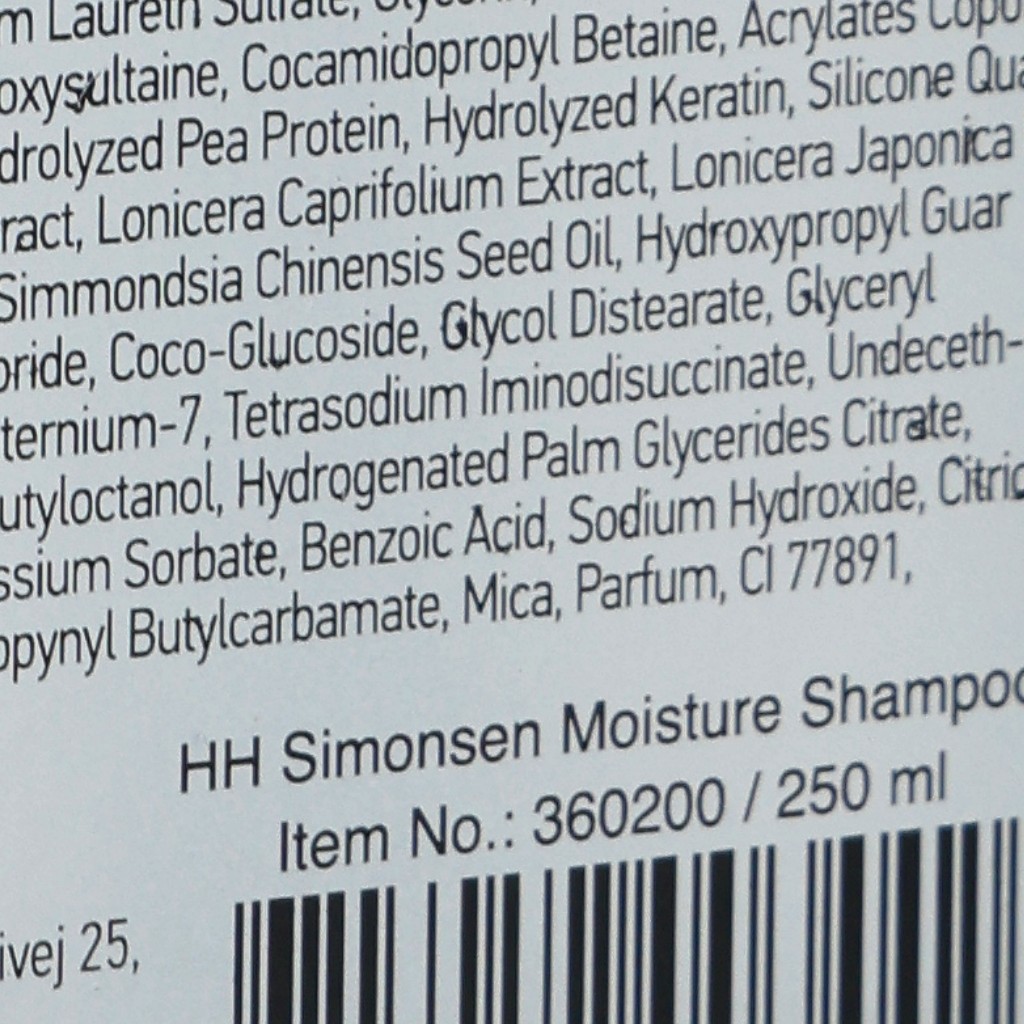 m Laureth Sulfate, Glycerin,
oxysultaine, Cocamidopropyl Betaine, Acrylates Copo
drolyzed Pea Protein, Hydrolyzed Keratin, Silicone Qua
ract, Lonicera Caprifolium Extract, Lonicera Japonica
Simmondsia Chinensis Seed Oil, Hydroxypropyl Guar
oride, Coco-Glucoside, Glycol Distearate, Glyceryl
ternium-7, Tetrasodium Iminodisuccinate, Undeceth-
utyloctanol, Hydrogenated Palm Glycerides Citrate,
ssium Sorbate, Benzoic Acid, Sodium Hydroxide, Citric
opynyl Butylcarbamate, Mica, Parfum, CI 77891,
HH Simonsen Moisture Shampoo
Item No.: 360200 / 250 ml
ivej 25,